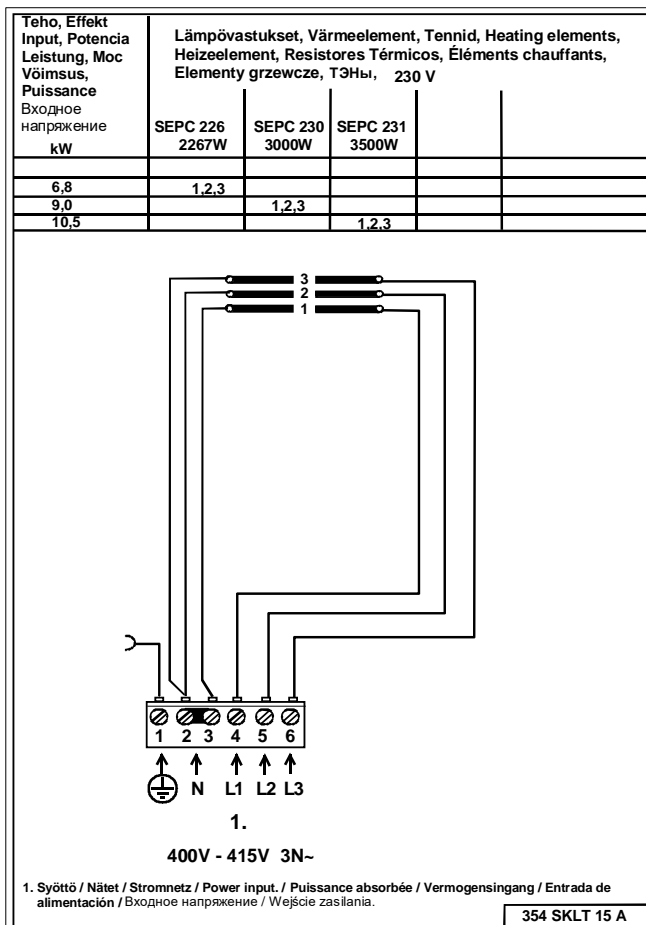 Teho, Effekt
Input, Potencia
Leistung, Moc
Vöimsus,
Puissance
Входное
напряжение
kW
Lämpövastukset, Värmeelement, Tennid, Heating elements,
Heizeelement, Resistores Térmicos, Éléments chauffants,
Elementy grzewcze, ТЭНы, 230 V
SEPC 226 SEPC 230 SEPC 231
2267W 3000W 3500W
6,8 1,2,3
9,0 1,2,3
10,5 1,2,3
3
2
1
1 2 3 4 5 6
N L1 L2 L3
1.
400V - 415V 3N~
1. Syöttö / Nätet / Stromnetz / Power input. / Puissance absorbée / Vermogensingang / Entrada de
alimentación / Входное напряжение / Wejście zasilania.
354 SKLT 15 A